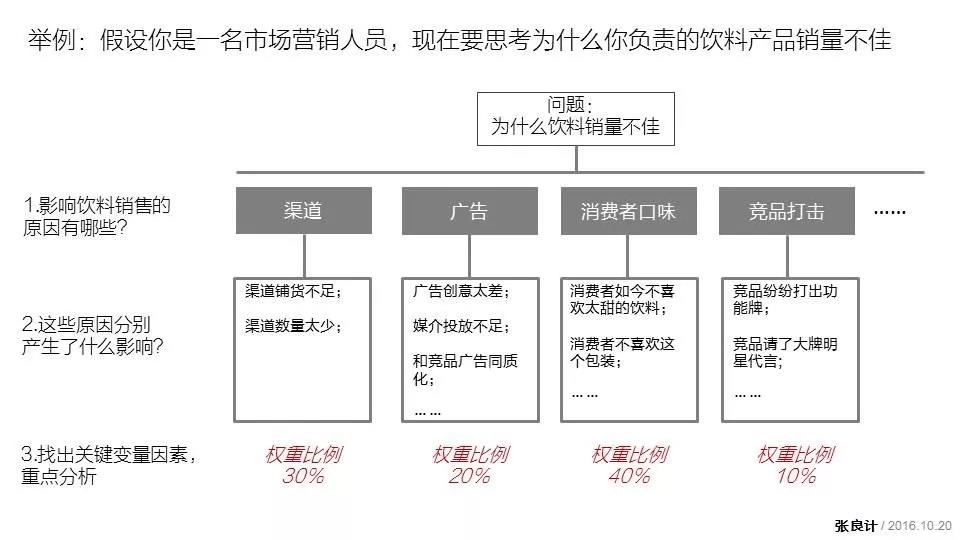 举例：假设你是一名市场营销人员，现在要思考为什么你负责的饮料产品销量不佳
问题：
为什么饮料销量不佳
1.影响饮料销售的
原因有哪些?
渠道
广告
消费者口味
竞品打击
……
2.这些原因分别
产生了什么影响?
渠道铺货不足；
渠道数量太少；
广告创意太差；
媒介投放不足；
和竞品广告同质
化；
……
消费者如今不喜
欢太甜的饮料；
消费者不喜欢这
个包装；
……
竞品纷纷打出功
能牌；
竞品请了大牌明
星代言;
……
3.找出关键变量因素，
重点分析
权重比例
30%
权重比例
20%
权重比例
40%
权重比例
10%
张良计 / 2016.10.20